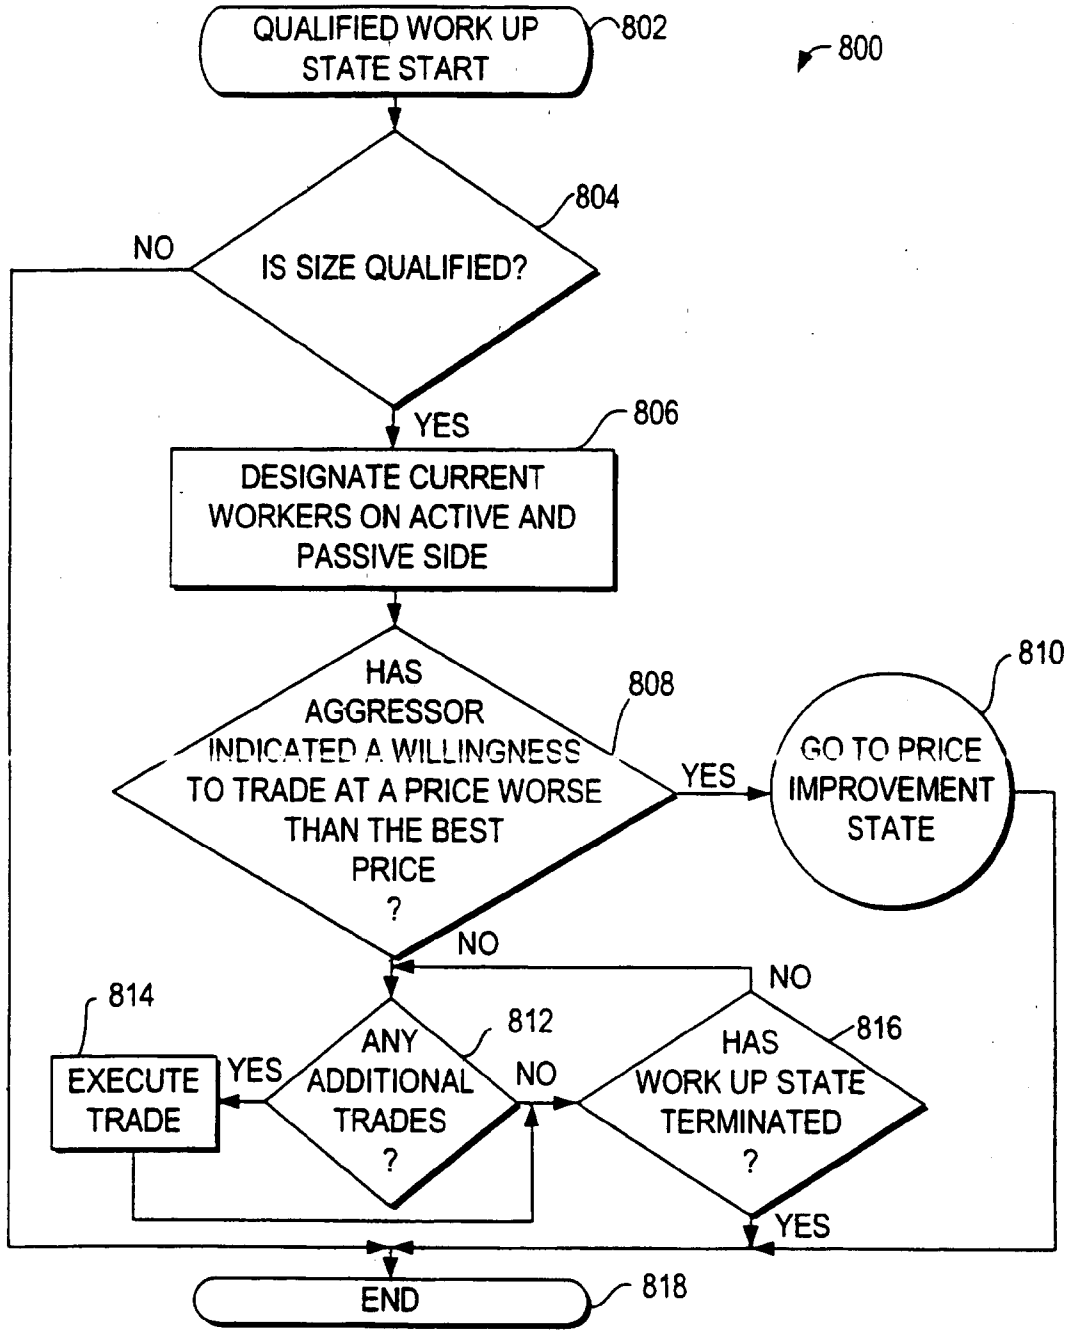 QUALIFIED WORK UP
STATE START
802
800
804
NO
IS SIZE QUALIFIED?
YES
806
DESIGNATE CURRENT
WORKERS ON ACTIVE AND
PASSIVE SIDE
HAS
AGGRESSOR
INDICATED A WILLINGNESS
TO TRADE AT A PRICE WORSE
THAN THE BEST
PRICE
?
808
YES
810
GO TO PRICE
IMPROVEMENT
STATE
NO
NO
814
EXECUTE
TRADE
YES
812
ANY
ADDITIONAL
TRADES
?
NO
816
HAS
WORK UP STATE
TERMINATED
?
YES
END
818